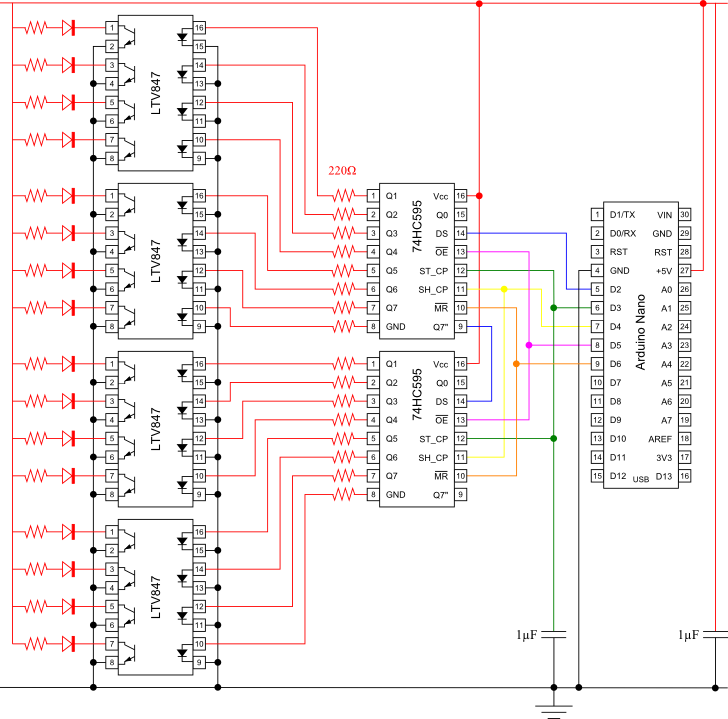 1 16
2 15
3 14
4 13
5 12
6 11
7 10
8 9
LTV847
1 16
2 15
3 14
4 13
5 12
6 11
7 10
8 9
LTV847
1 16
2 15
3 14
4 13
5 12
6 11
7 10
8 9
LTV847
1 16
2 15
3 14
4 13
5 12
6 11
7 10
8 9
LTV847
220Ω
1 Q1 Vcc 16
2 Q2 Q0 15
3 Q3 DS 14
4 Q4 OE 13
5 Q5 ST_CP 12
6 Q6 SH_CP 11
7 Q7 MR 10
8 GND Q7" 9
74HC595
1 Q1 Vcc 16
2 Q2 Q0 15
3 Q3 DS 14
4 Q4 OE 13
5 Q5 ST_CP 12
6 Q6 SH_CP 11
7 Q7 MR 10
8 GND Q7" 9
74HC595
1 D1/TX VIN 30
2 D0/RX GND 29
3 RST RST 28
4 GND +5V 27
5 D2 A0 26
6 D3 A1 25
7 D4 A2 24
8 D5 A3 23
9 D6 A4 22
10 D7 A5 21
11 D8 A6 20
12 D9 A7 19
13 D10 AREF 18
14 D11 3V3 17
15 D12 USB D13 16
Arduino Nano
1µF
1µF